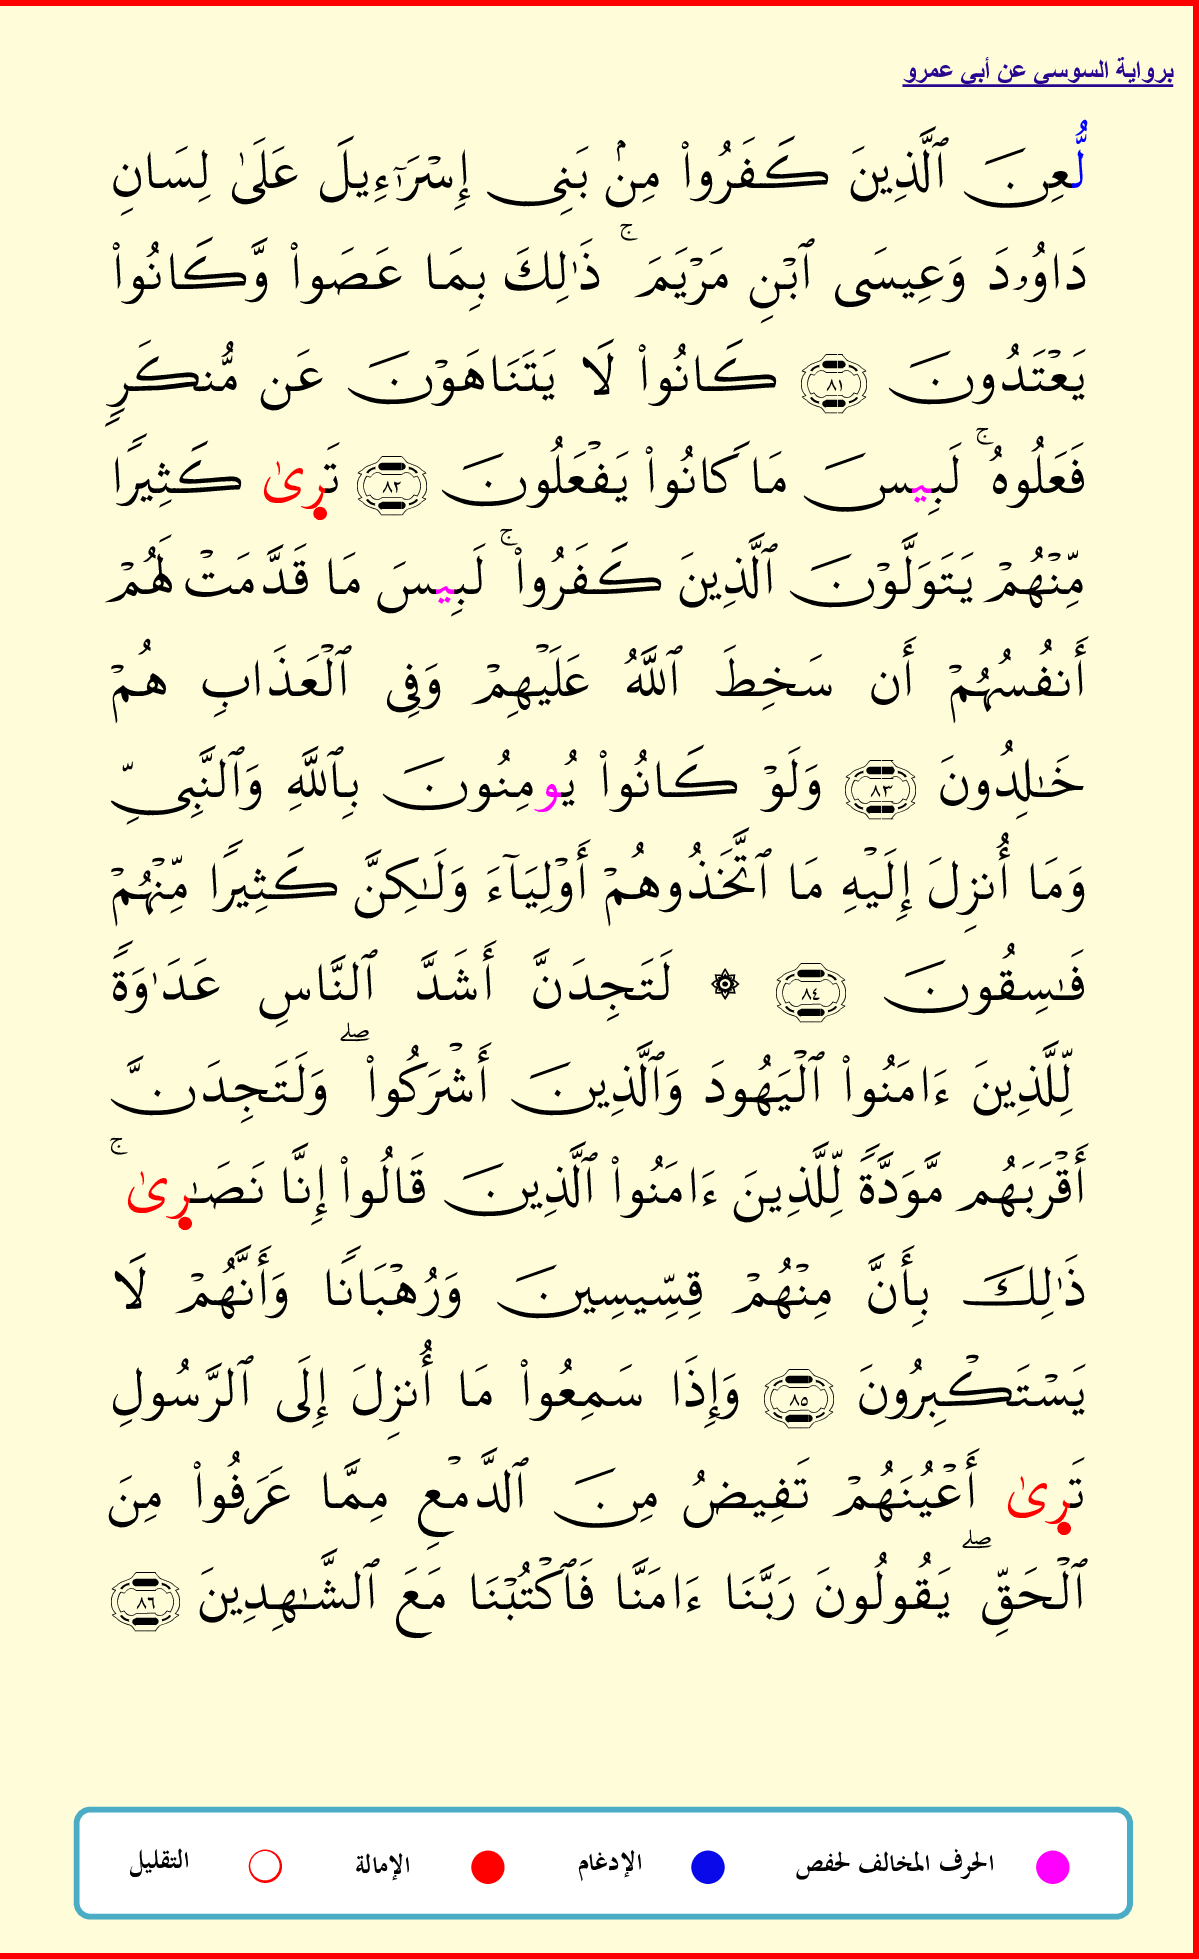 برواية السوسي عن أبي عمرو
لُّعِنَ ٱلَّذِينَ كَفَرُواْ مِنۢ بَنِي إِسۡرَـٰٓءِيلَ عَلَىٰ لِسَانِ
دَاوُۥدَ وَعِيسَى ٱبۡنِ مَرۡيَمَۚ ذَٰلِكَ بِمَا عَصَواْ وَّكَانُواْ
يَعۡتَدُونَ ٨١ كَانُواْ لَا يَتَنَاهَوۡنَ عَن مُّنكَرٖ
فَعَلُوهُۚ لَبِيسَ مَا كَانُواْ يَفۡعَلُونَ ٨٢ تَرِىٰ كَثِيرٗا
مِّنۡهُمۡ يَتَوَلَّوۡنَ ٱلَّذِينَ كَفَرُواْۚ لَبِيسَ مَا قَدَّمَتۡ لَهُمۡ
أَنفُسُهُمۡ أَن سَخِطَ ٱللَّهُ عَلَيۡهِمۡ وَفِي ٱلۡعَذَابِ هُمۡ
خَٰلِدُونَ ٨٣ وَلَوۡ كَانُواْ يُومِنُونَ بِٱللَّهِ وَٱلنَّبِيِّ
وَمَا أُنزِلَ إِلَيۡهِ مَا ٱتَّخَذُوهُمۡ أَوۡلِيَآءَ وَلَٰكِنَّ كَثِيرٗا مِّنۡهُمۡ
فَٰسِقُونَ ٨٤ ۞ لَتَجِدَنَّ أَشَدَّ ٱلنَّاسِ عَدَٰوَةٗ
لِّلَّذِينَ ءَامَنُواْ ٱلۡيَهُودَ وَٱلَّذِينَ أَشۡرَكُواْۖ وَلَتَجِدَنَّ
أَقۡرَبَهُم مَّوَدَّةٗ لِّلَّذِينَ ءَامَنُواْ ٱلَّذِينَ قَالُواْ إِنَّا نَصَٰرِىٰۚ
ذَٰلِكَ بِأَنَّ مِنۡهُمۡ قِسِّيسِينَ وَرُهۡبَانٗا وَأَنَّهُمۡ لَا
يَسۡتَكۡبِرُونَ ٨٥ وَإِذَا سَمِعُواْ مَا أُنزِلَ إِلَى ٱلرَّسُولِ
تَرِىٰ أَعۡيُنَهُمۡ تَفِيضُ مِنَ ٱلدَّمۡعِ مِمَّا عَرَفُواْ مِنَ
ٱلۡحَقِّۖ يَقُولُونَ رَبَّنَا ءَامَنَّا فَٱكۡتُبۡنَا مَعَ ٱلشَّٰهِدِينَ ٨٦
الحرف المخالف لحفص الإدغام الإمالة التقليل